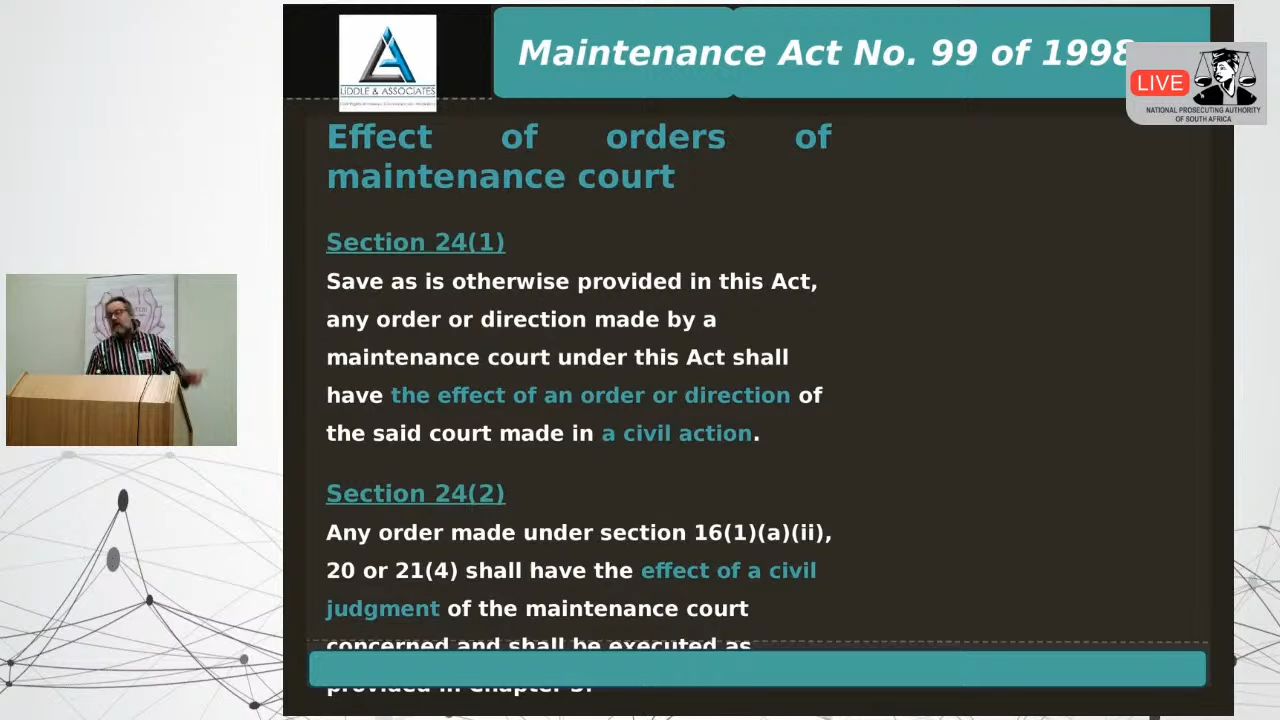 Maintenance Act No. 99 of 1998
LIVE
NATIONAL PROSECUTING AUTHORITY
OF SOUTH AFRICA
LIDDLE & ASSOCIATES
Effect of orders of
maintenance court
Section 24(1)
Save as is otherwise provided in this Act,
any order or direction made by a
maintenance court under this Act shall
have the effect of an order or direction of
the said court made in a civil action.
Section 24(2)
Any order made under section 16(1)(a)(ii),
20 or 21(4) shall have the effect of a civil
judgment of the maintenance court
concerned and shall be executed as
provided in Chapter 5.